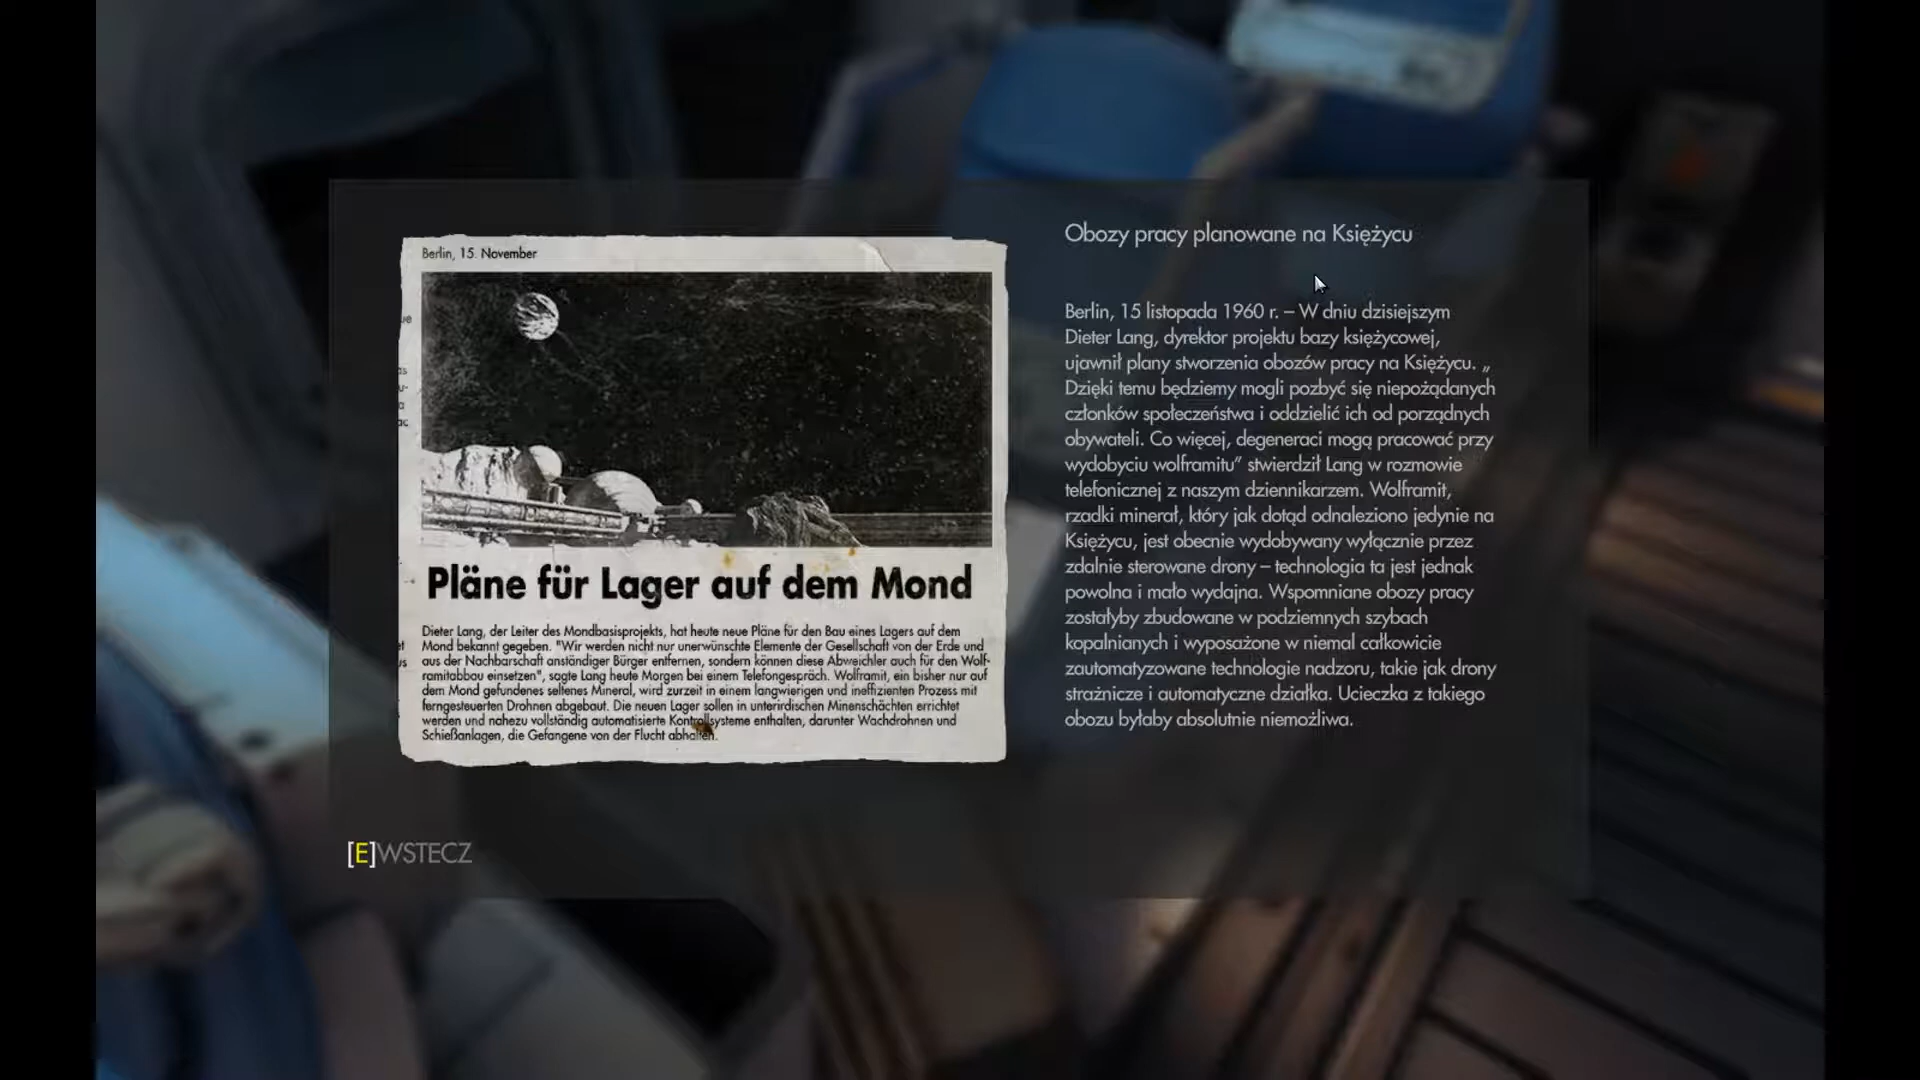 Berlin, 15. November
Pläne für Lager auf dem Mond
Dieter Lang, der Leiter des Mondbasisprojekts, hat heute neue Pläne für den Bau eines Lagers auf dem
Mond bekannt gegeben. "Wir werden nicht nur unerwünschte Elemente der Gesellschaft von der Erde und
aus der Nachbarschaft anständiger Bürger entfernen, sondern können diese Abweichler auch für den Wolf-
ramitabbau einsetzen", sagte Lang heute Morgen bei einem Telefongespräch. Wolframit, ein bisher nur auf
dem Mond gefundenes seltenes Mineral, wird zurzeit in einem langwierigen und ineffizienten Prozess mit
ferngesteuerten Drohnen abgebaut. Die neuen Lager sollen in unterirdischen Minenschächten errichtet
werden und nahezu vollständig automatisierte Kontrollsysteme enthalten, darunter Wachdrohnen und
Schießanlagen, die Gefangene von der Flucht abhalten.
Obozy pracy planowane na Księżycu
Berlin, 15 listopada 1960 r. – W dniu dzisiejszym
Dieter Lang, dyrektor projektu bazy księżycowej,
ujawnił plany stworzenia obozów pracy na Księżycu. „
Dzięki temu będziemy mogli pozbyć się niepożądanych
członków społeczeństwa i oddzielić ich od porządnych
obywateli. Co więcej, degeneraci mogą pracować przy
wydobyciu wolframitu” stwierdził Lang w rozmowie
telefonicznej z naszym dziennikarzem. Wolframit,
rzadki minerał, który jak dotąd odnaleziono jedynie na
Księżycu, jest obecnie wydobywany wyłącznie przez
zdalnie sterowane drony – technologia ta jest jednak
powolna i mało wydajna. Wspomniane obozy pracy
zostałyby zbudowane w podziemnych szybach
kopalnianych i wyposażone w niemal całkowicie
zautomatyzowane technologie nadzoru, takie jak drony
strażnicze i automatyczne działka. Ucieczka z takiego
obozu byłaby absolutnie niemożliwa.
[E]WSTECZ